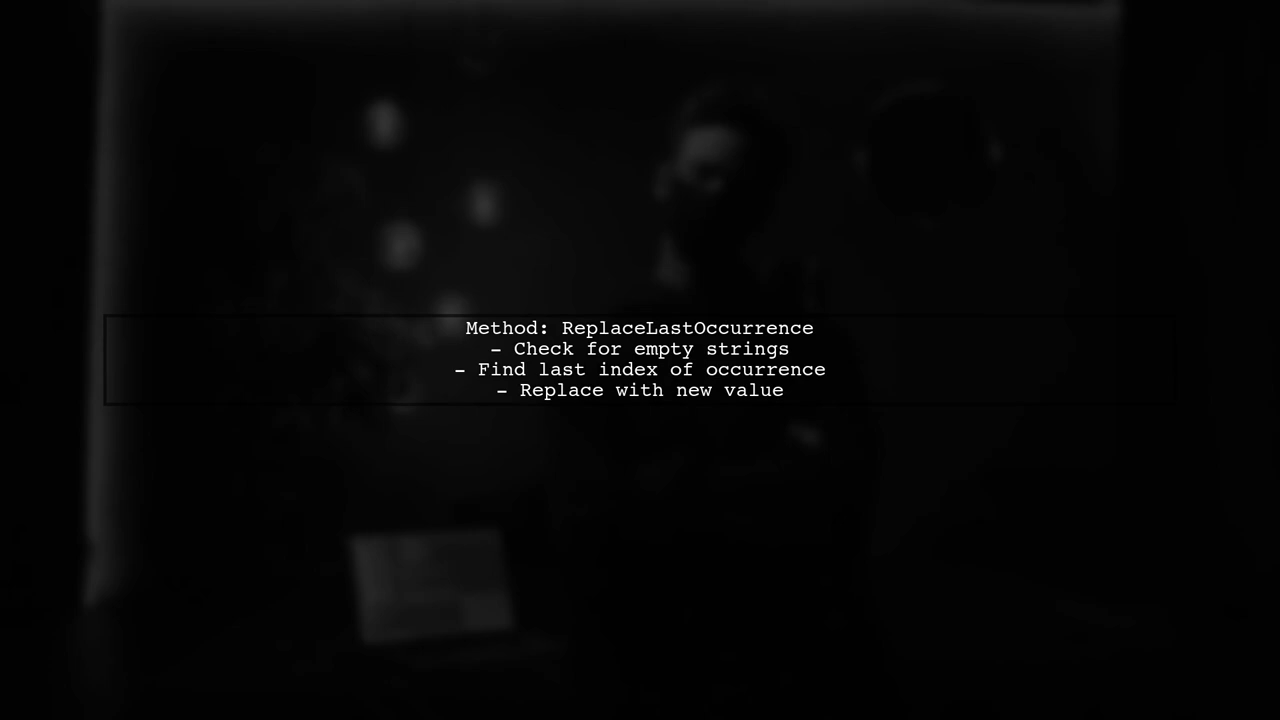 Method: ReplaceLastOccurrence
- Check for empty strings
- Find last index of occurrence
- Replace with new value